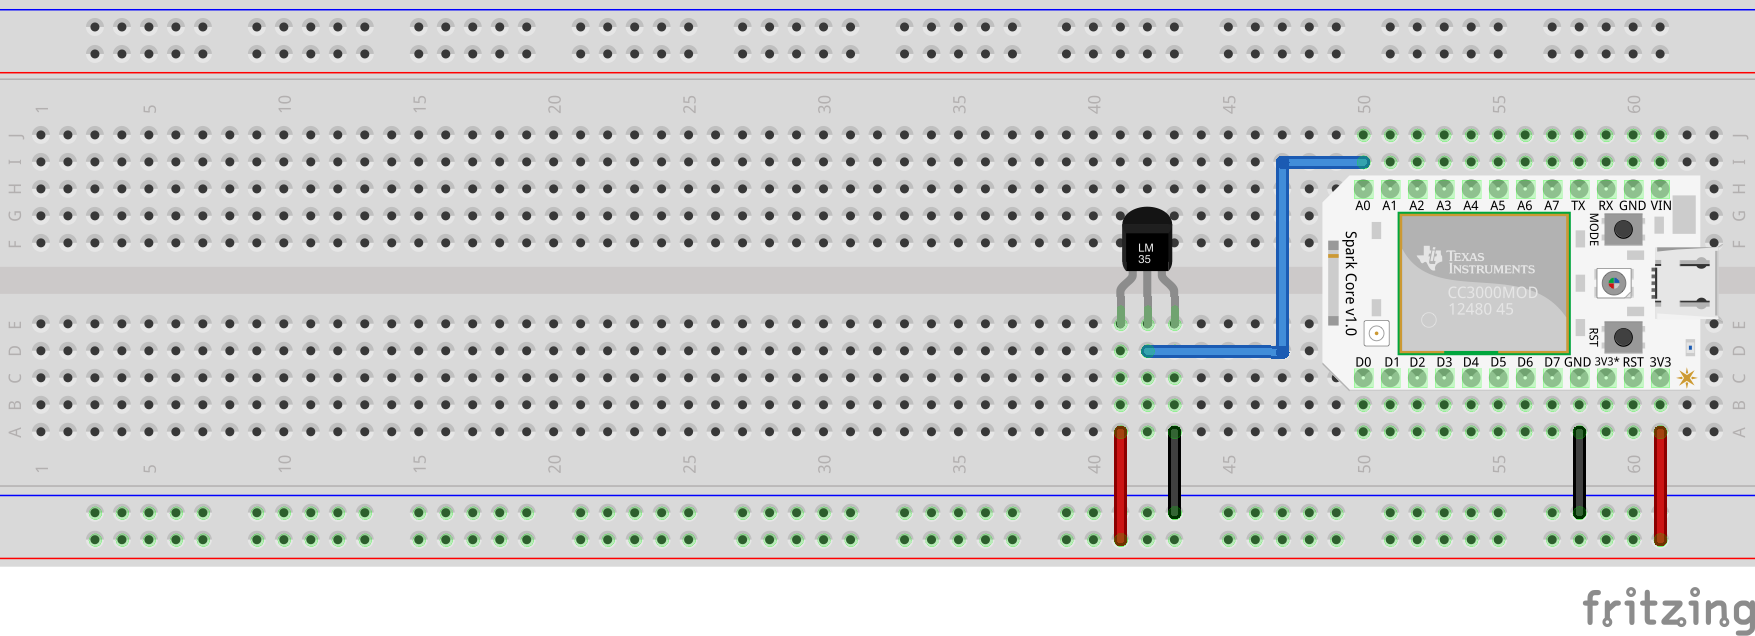 1 5 10 15 20 25 30 35 40 45 50 55 60
J J
I I
H H
G G
F F
A0 A1 A2 A3 A4 A5 A6 A7 TX RX GND VIN
MODE
LM
35
Spark Core v1.0
TEXAS
INSTRUMENTS
CC3000MOD
12480 45
RST
E E
D D
D0 D1 D2 D3 D4 D5 D6 D7 GND 3V3* RST 3V3
C C
B B
A A
1 5 10 15 20 25 30 35 40 45 50 55 60
fritzing